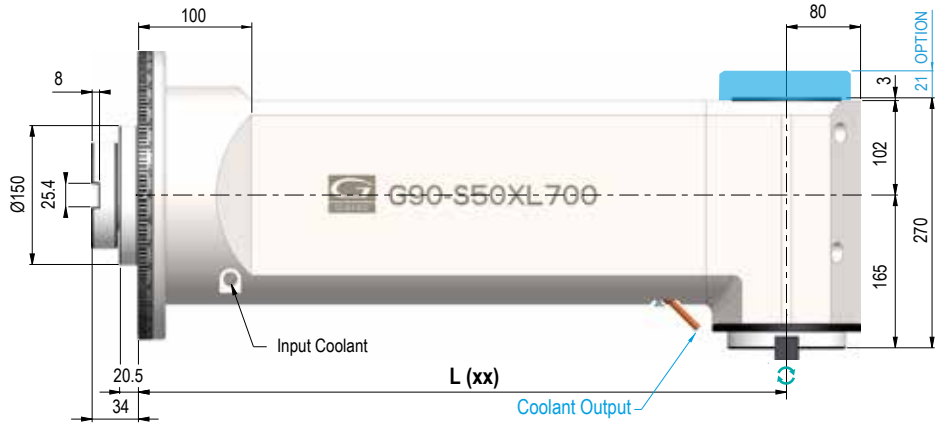 100
80
21 OPTION
8
3
Ø150
25.4
102
G90-S50XL700
270
165
Input Coolant
20.5
L (xx)
34
Coolant Output